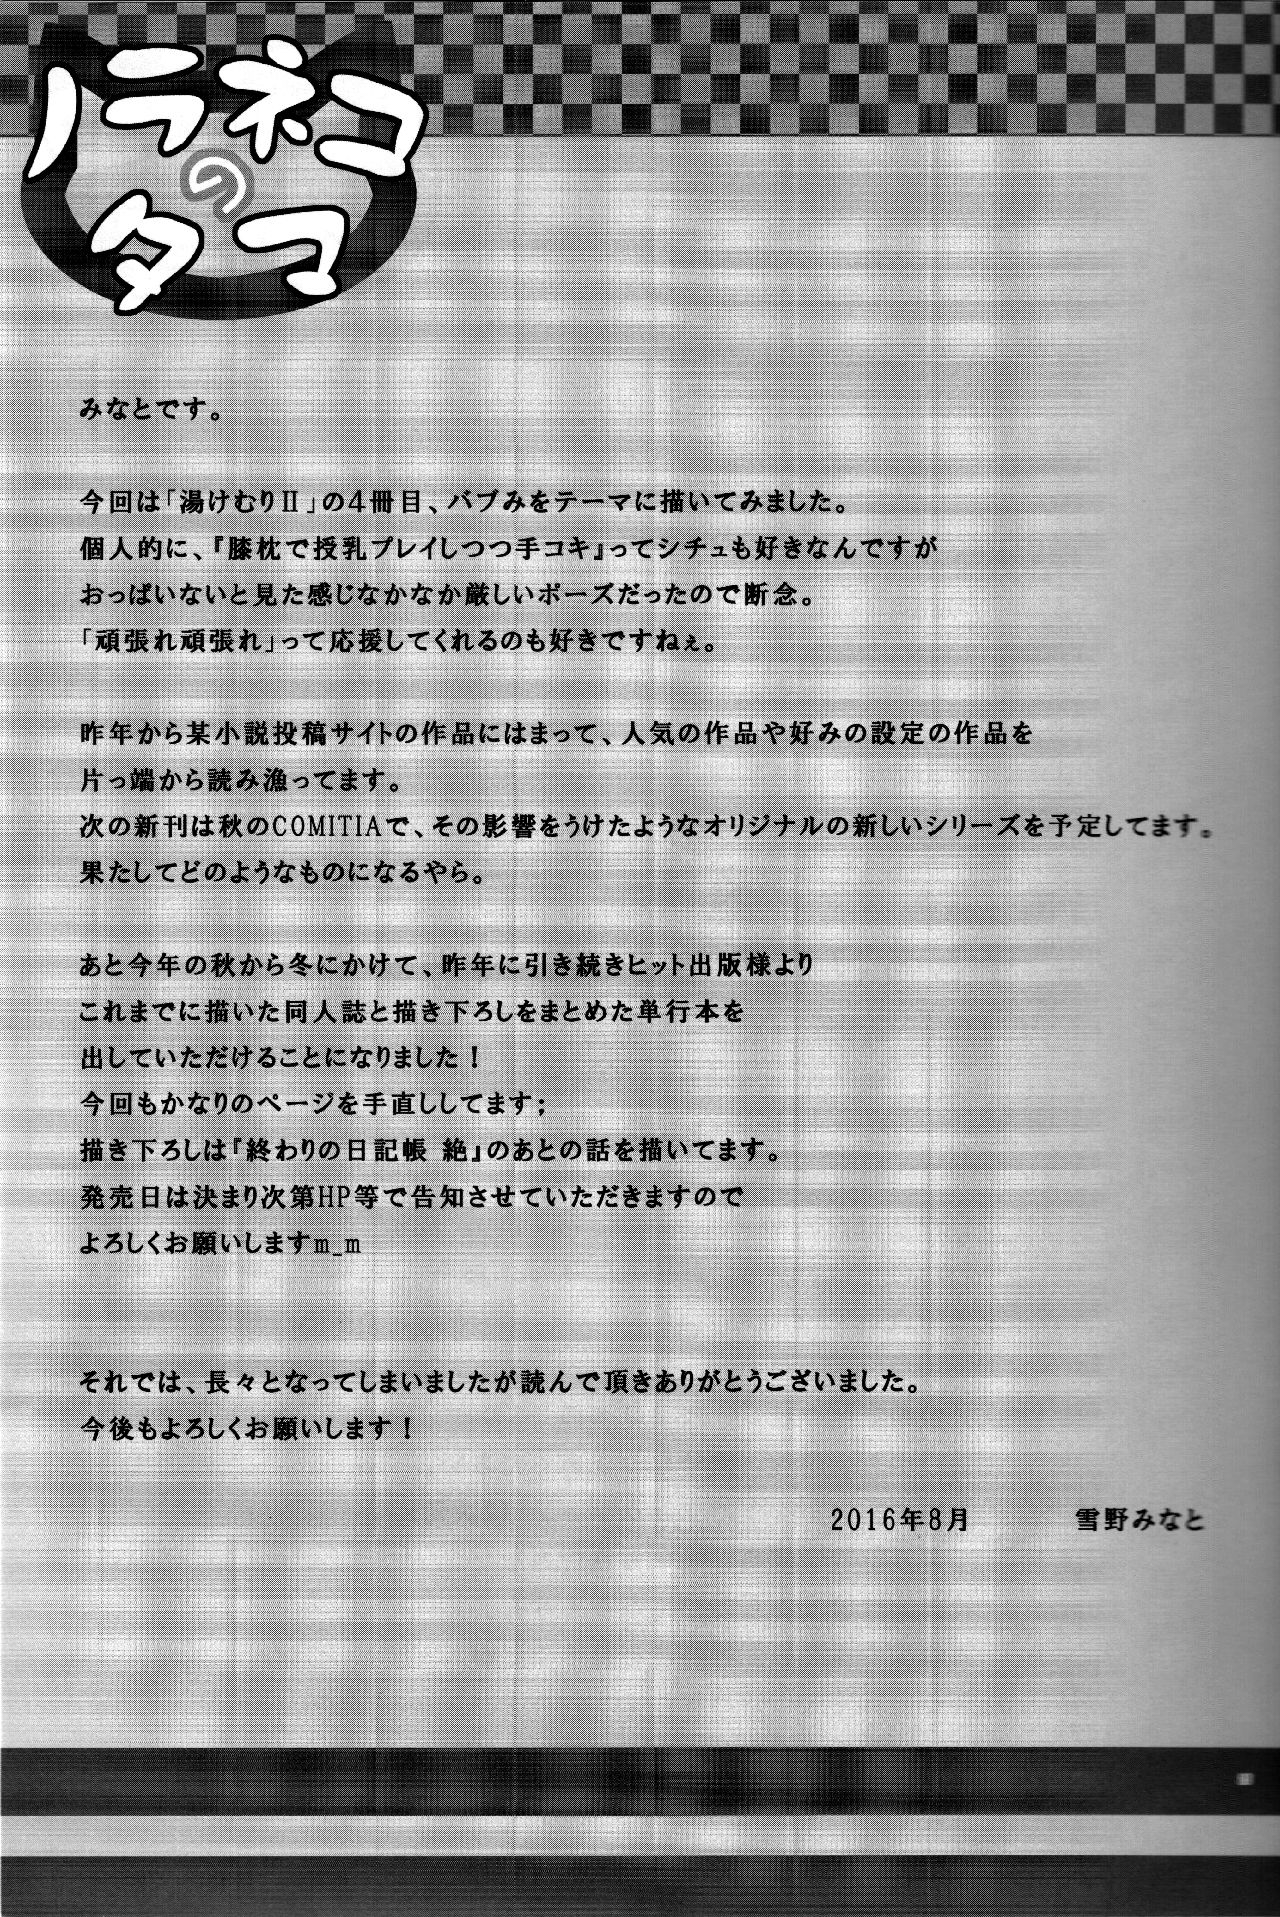 ノラネコ
の
タマ
みなとです。
今回は「湯けむりⅡ」の4冊目、バブみをテーマに描いてみました。
個人的に、『膝枕で授乳プレイしつつ手コキ』ってシチュも好きなんですが
おっぱいないと見た感じなかなか厳しいポーズだったので断念。
「頑張れ頑張れ」って応援してくれるのも好きですねぇ。
昨年から某小説投稿サイトの作品にはまって、人気の作品や好みの設定の作品を
片っ端から読み漁ってます。
次の新刊は秋のCOMITIAで、その影響をうけたようなオリジナルの新しいシリーズを予定してます。
果たしてどのようなものになるやら。
あと今年の秋から冬にかけて、昨年に引き続きヒット出版様より
これまでに描いた同人誌と描き下ろしをまとめた単行本を
出していただけることになりました！
今回もかなりのページを手直ししてます；
描き下ろしは『終わりの日記帳 絶』のあとの話を描いてます。
発売日は決まり次第HP等で告知させていただきますので
よろしくお願いしますm_m
それでは、長々となってしまいましたが読んで頂きありがとうございました。
今後もよろしくお願いします！
2016年8月 雪野みなと